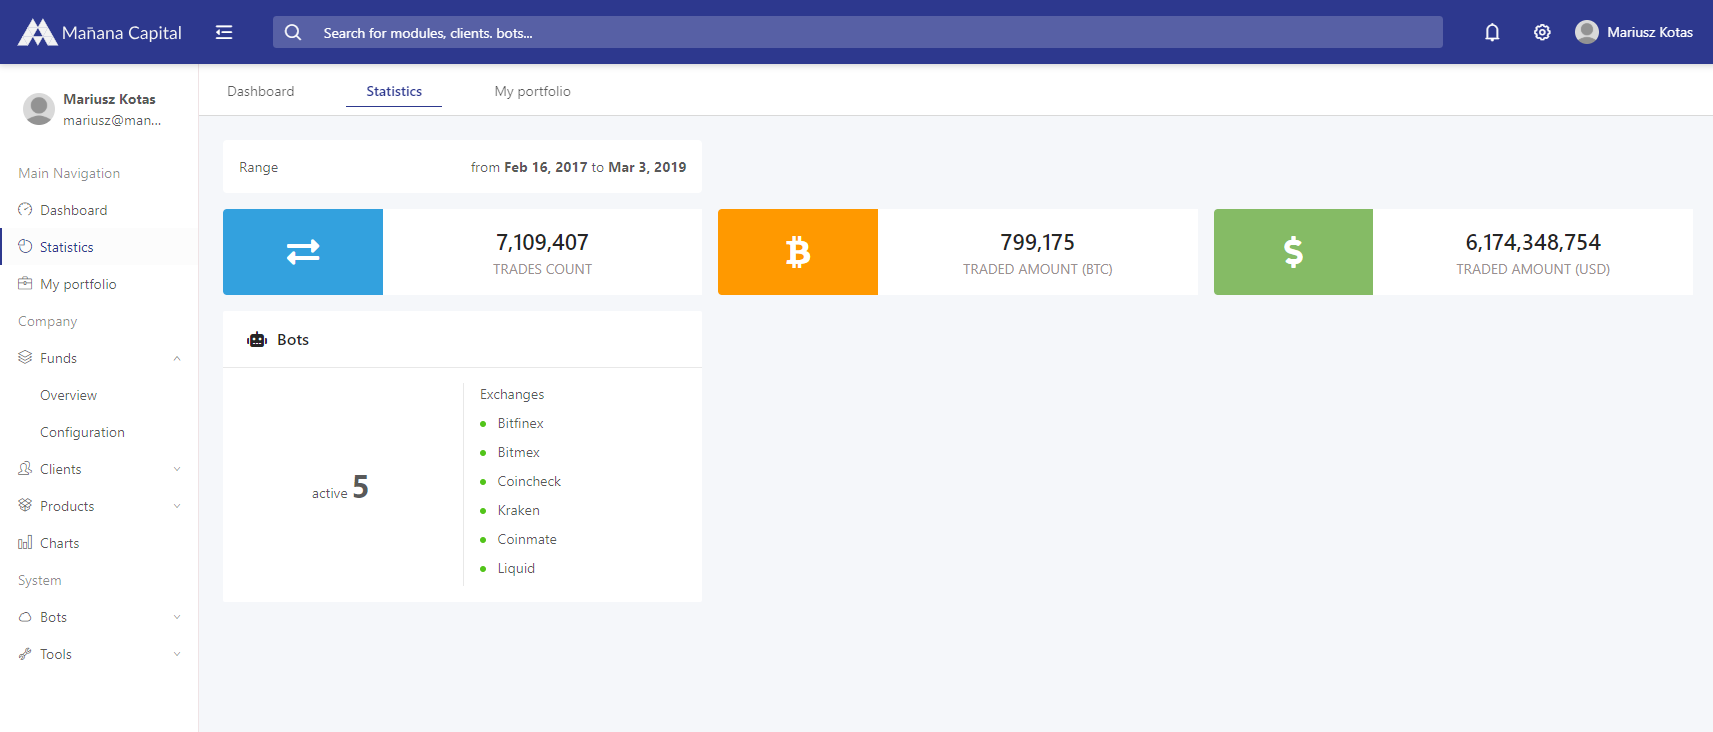 Mañana Capital
Search for modules, clients. bots...
Mariusz Kotas
Mariusz Kotas
mariusz@man...
Main Navigation
Dashboard
Statistics
My portfolio
Company
Funds
Overview
Configuration
Clients
Products
Charts
System
Bots
Tools
Dashboard
Statistics
My portfolio
Range
from Feb 16, 2017 to Mar 3, 2019
7,109,407
TRADES COUNT
799,175
TRADED AMOUNT (BTC)
6,174,348,754
TRADED AMOUNT (USD)
Bots
active 5
Exchanges
Bitfinex
Bitmex
Coincheck
Kraken
Coinmate
Liquid